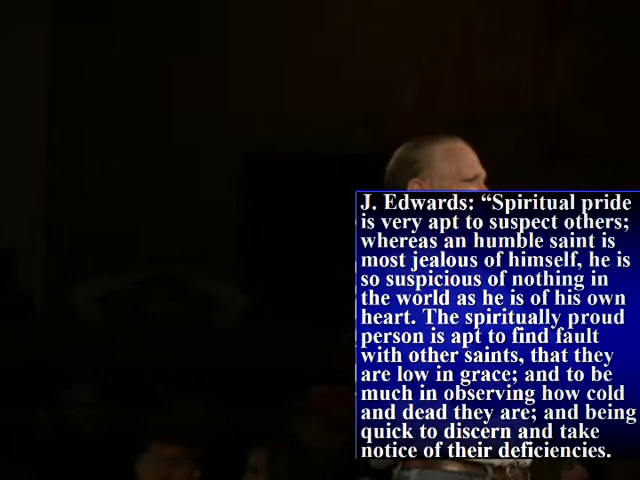 J. Edwards: “Spiritual pride
is very apt to suspect others;
whereas an humble saint is
most jealous of himself, he is
so suspicious of nothing in
the world as he is of his own
heart. The spiritually proud
person is apt to find fault
with other saints, that they
are low in grace; and to be
much in observing how cold
and dead they are; and being
quick to discern and take
notice of their deficiencies.